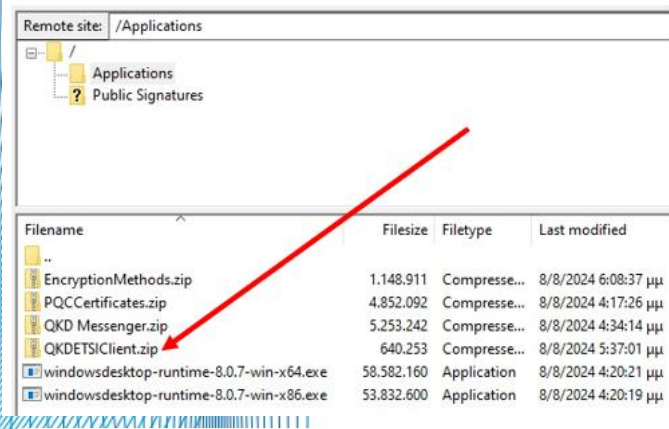 Remote site: /Applications
/
Applications
? Public Signatures
Filename Filesize Filetype Last modified
..
EncryptionMethods.zip 1.148.911 Compresse... 8/8/2024 6:08:37 μμ
PQCCertificates.zip 4.852.092 Compresse... 8/8/2024 4:17:26 μμ
QKD Messenger.zip 5.253.242 Compresse... 8/8/2024 4:34:14 μμ
QKDETSIClient.zip 640.253 Compresse... 8/8/2024 5:37:01 μμ
windowsdesktop-runtime-8.0.7-win-x64.exe 58.582.160 Application 8/8/2024 4:20:21 μμ
windowsdesktop-runtime-8.0.7-win-x86.exe 53.832.600 Application 8/8/2024 4:20:19 μμ